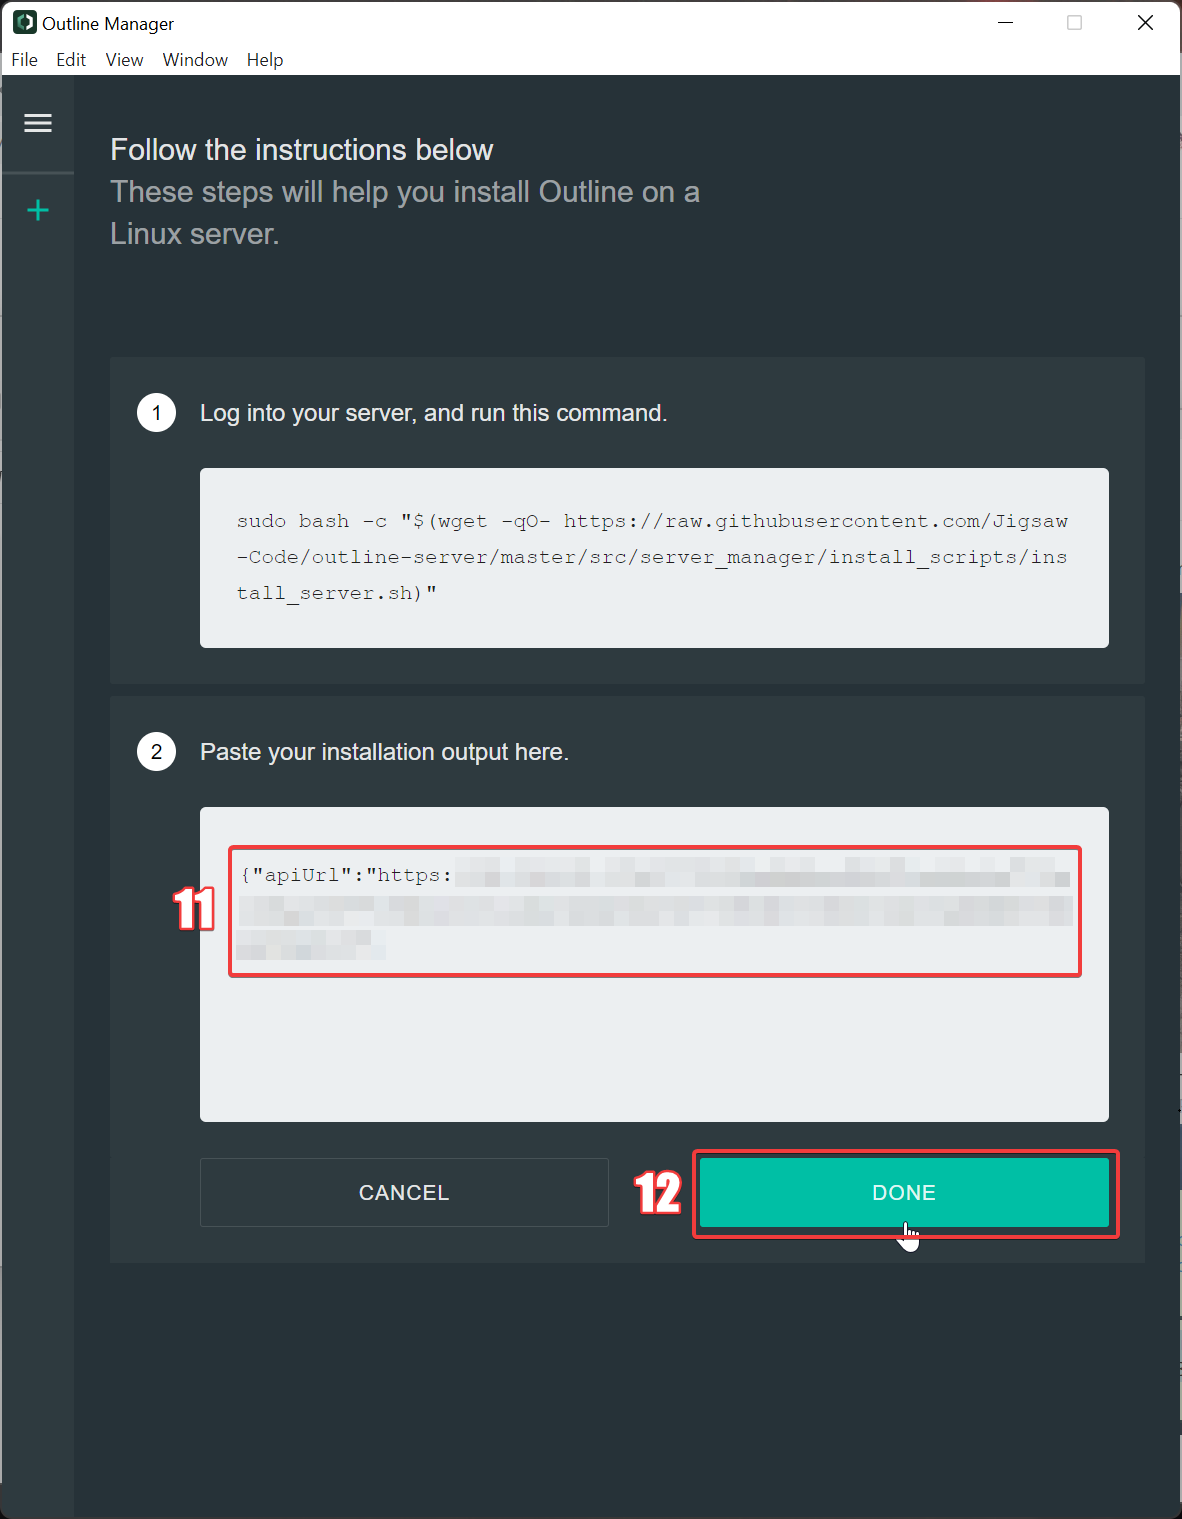 Outline Manager
File Edit View Window Help
Follow the instructions below
These steps will help you install Outline on a
Linux server.
1 Log into your server, and run this command.
sudo bash -c "$(wget -qO- https://raw.githubusercontent.com/Jigsaw
-Code/outline-server/master/src/server_manager/install_scripts/ins
tall_server.sh)"
2 Paste your installation output here.
{"apiUrl":"https:
11
CANCEL
12
DONE